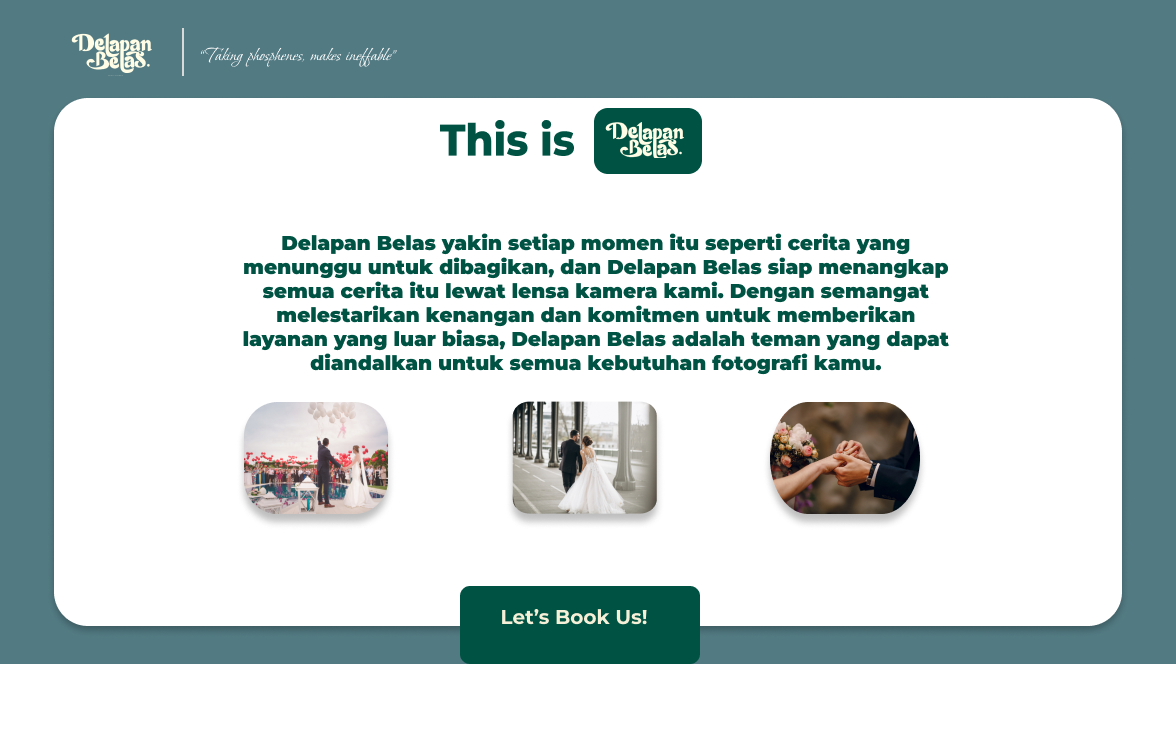 Delapan
Belas.
“Taking phosphenes, makes ineffable”
This is
Delapan
Belas.
Delapan Belas yakin setiap momen itu seperti cerita yang
menunggu untuk dibagikan, dan Delapan Belas siap menangkap
semua cerita itu lewat lensa kamera kami. Dengan semangat
melestarikan kenangan dan komitmen untuk memberikan
layanan yang luar biasa, Delapan Belas adalah teman yang dapat
diandalkan untuk semua kebutuhan fotografi kamu.
Let’s Book Us!